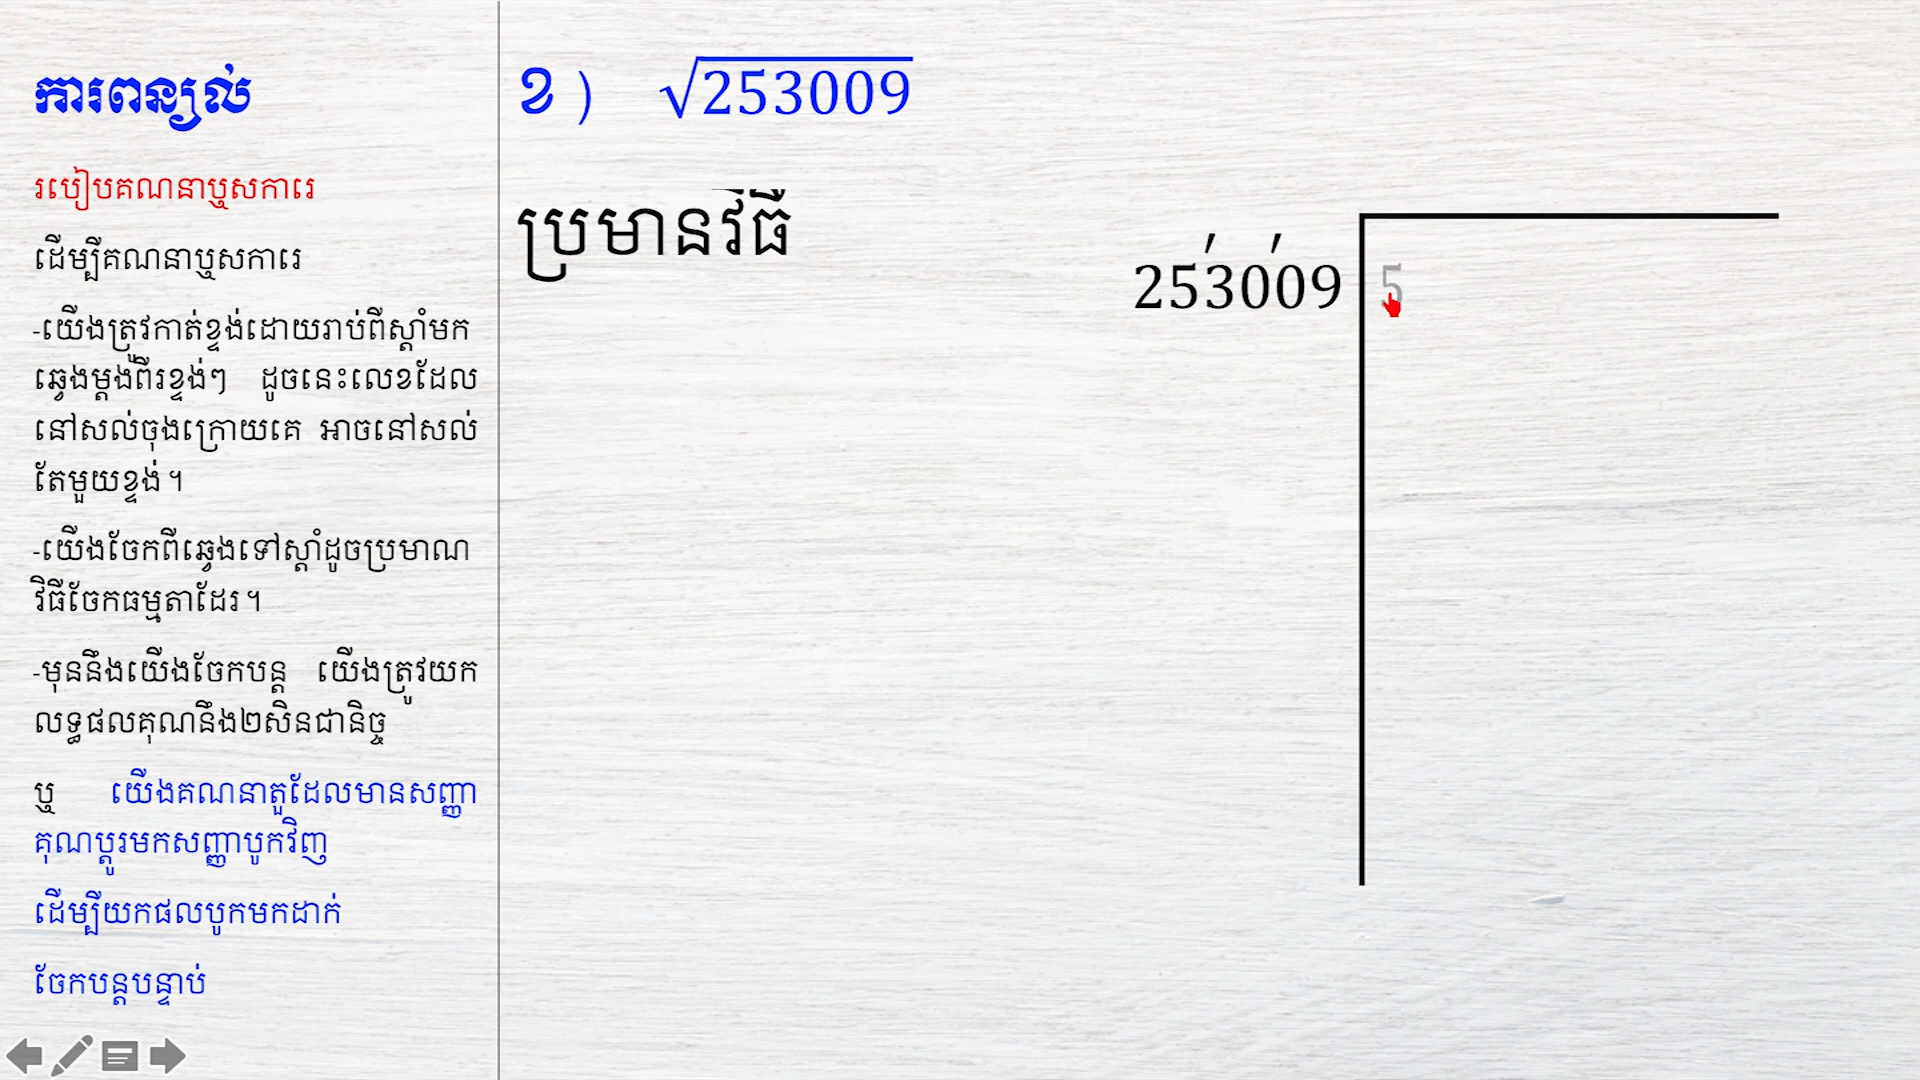 ការពន្យល់
របៀបគណនាឬសការេ
ដើម្បីគណនាឬសការេ
-យើងត្រូវកាត់ខ្ទង់ដោយរាប់ពីស្តាំមក
ឆ្វេងម្តងពីរខ្ទង់ៗ ដូចនេះលេខដែល
នៅសល់ចុងក្រោយគេ អាចនៅសល់
តែមួយខ្ទង់។
-យើងចែកពីឆ្វេងទៅស្តាំដូចប្រមាណ
វិធីចែកធម្មតាដែរ។
-មុននឹងយើងចែកបន្ត យើងត្រូវយក
លទ្ធផលគុណនឹង២សិនជានិច្ច
ឬ យើងគណនាតួដែលមានសញ្ញា
គុណប្តូរមកសញ្ញាបូកវិញ
ដើម្បីយកផលបូកមកដាក់
ចែកបន្តបន្ទាប់
ខ ) √253009
ប្រមានវិធី
253′00′09 5